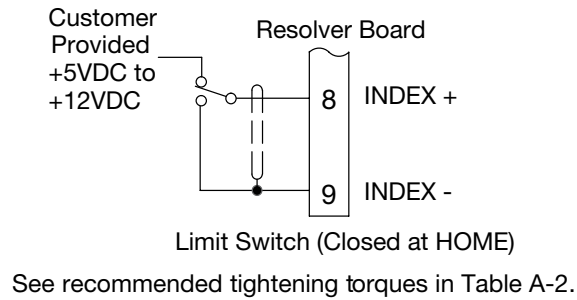 Customer
Provided
+5VDC to
+12VDC
Resolver Board
8 INDEX +
9 INDEX -
Limit Switch (Closed at HOME)
See recommended tightening torques in Table A-2.